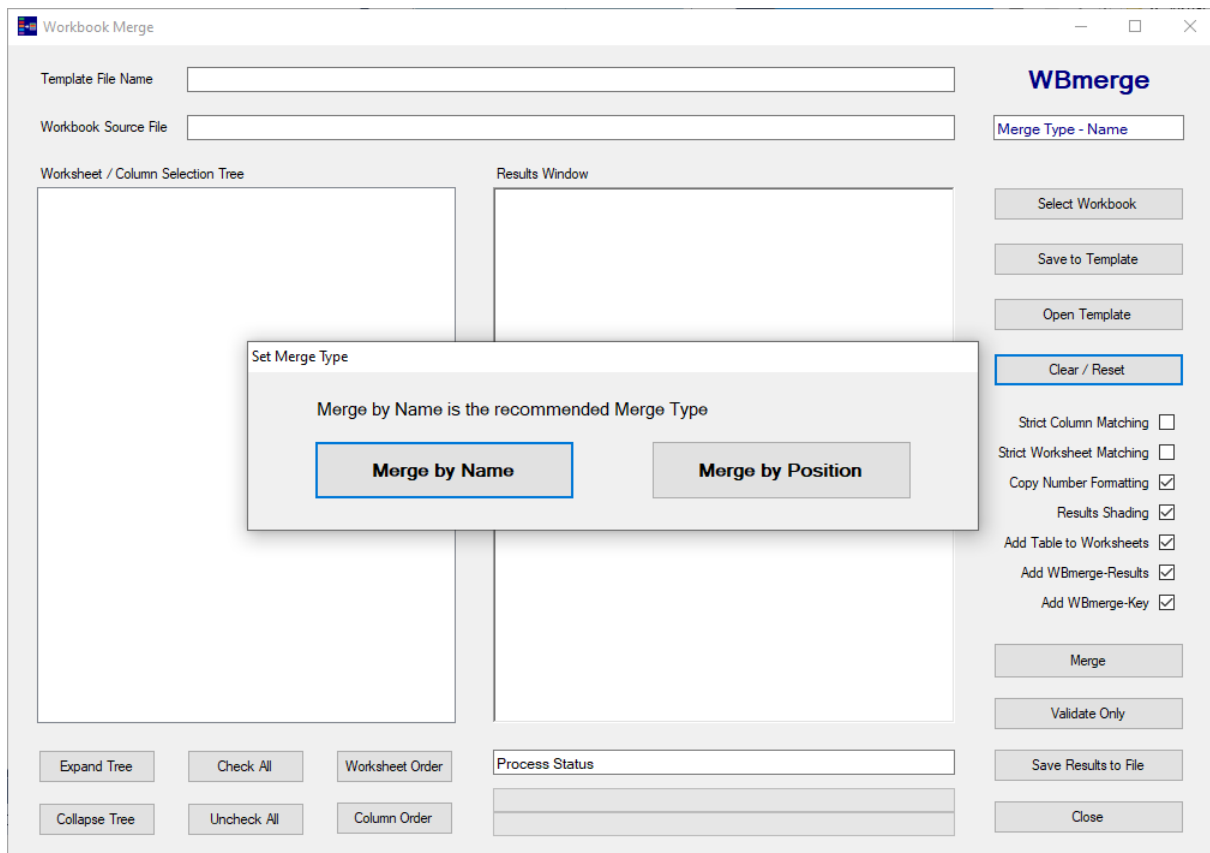 Workbook Merge
Template File Name
WBmerge
Workbook Source File
Merge Type - Name
Worksheet / Column Selection Tree
Results Window
Select Workbook
Save to Template
Open Template
Clear / Reset
Set Merge Type
Merge by Name is the recommended Merge Type
Merge by Name
Merge by Position
Strict Column Matching
Strict Worksheet Matching
Copy Number Formatting
Results Shading
Add Table to Worksheets
Add WBmerge-Results
Add WBmerge-Key
Merge
Validate Only
Expand Tree
Check All
Worksheet Order
Process Status
Save Results to File
Collapse Tree
Uncheck All
Column Order
Close